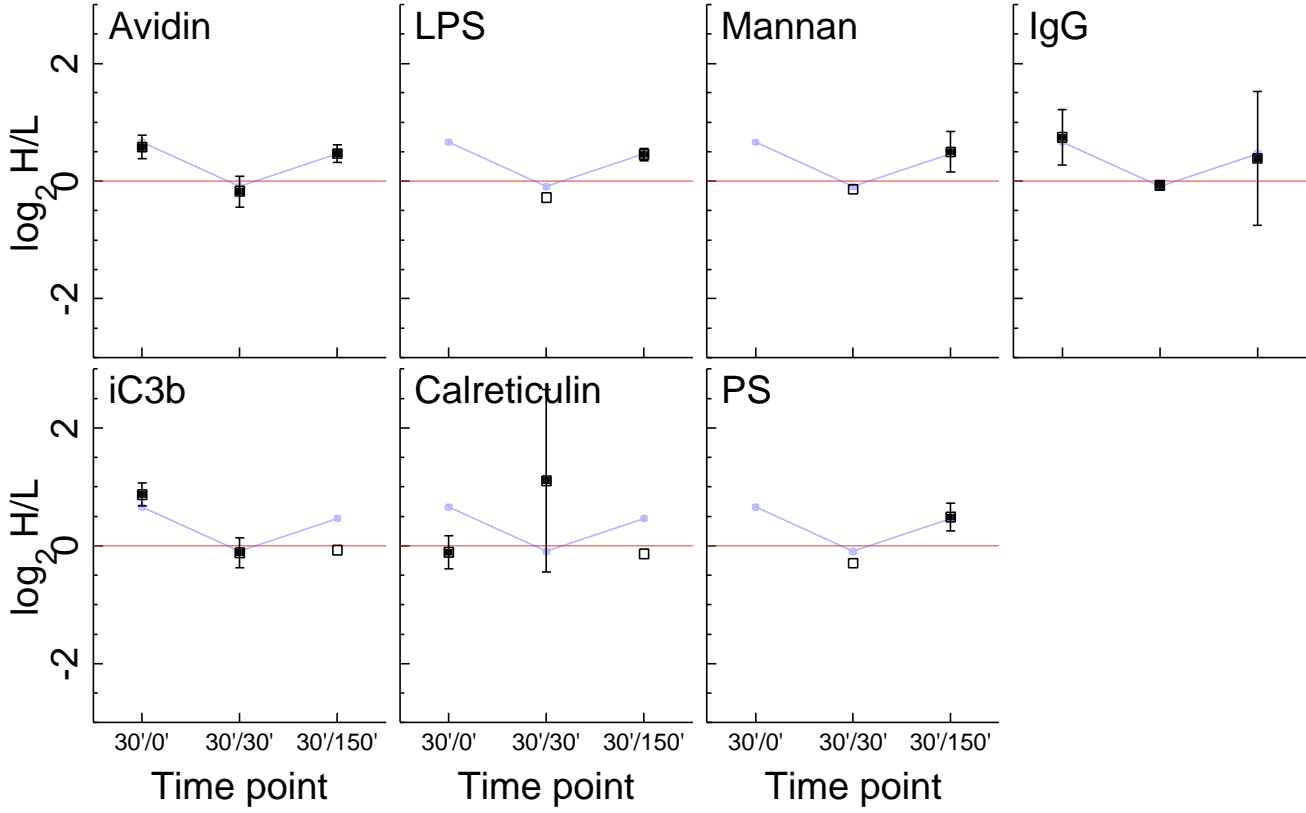 Avidin
LPS
Mannan
IgG
2
0
-2
log2 H/L
iC3b
Calreticulin
PS
2
0
-2
log2 H/L
30'/0'
30'/30'
30'/150'
30'/0'
30'/30'
30'/150'
30'/0'
30'/30'
30'/150'
Time point
Time point
Time point